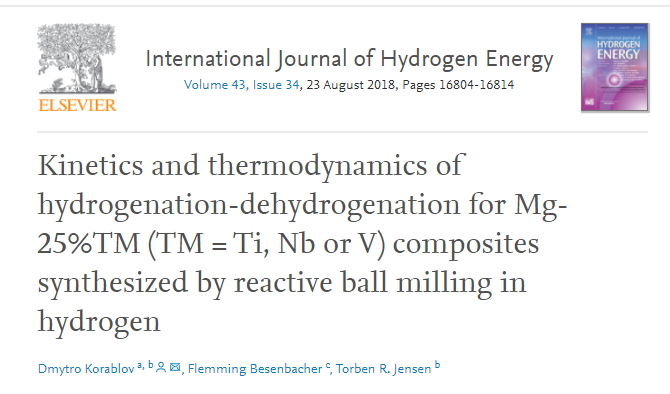 International Journal of Hydrogen Energy
Volume 43, Issue 34, 23 August 2018, Pages 16804-16814
ELSEVIER
HYDROGEN
ENERGY
Kinetics and thermodynamics of
hydrogenation-dehydrogenation for Mg-
25%TM (TM = Ti, Nb or V) composites
synthesized by reactive ball milling in
hydrogen
Dmytro Korablov a, b, Flemming Besenbacher c, Torben R. Jensen b